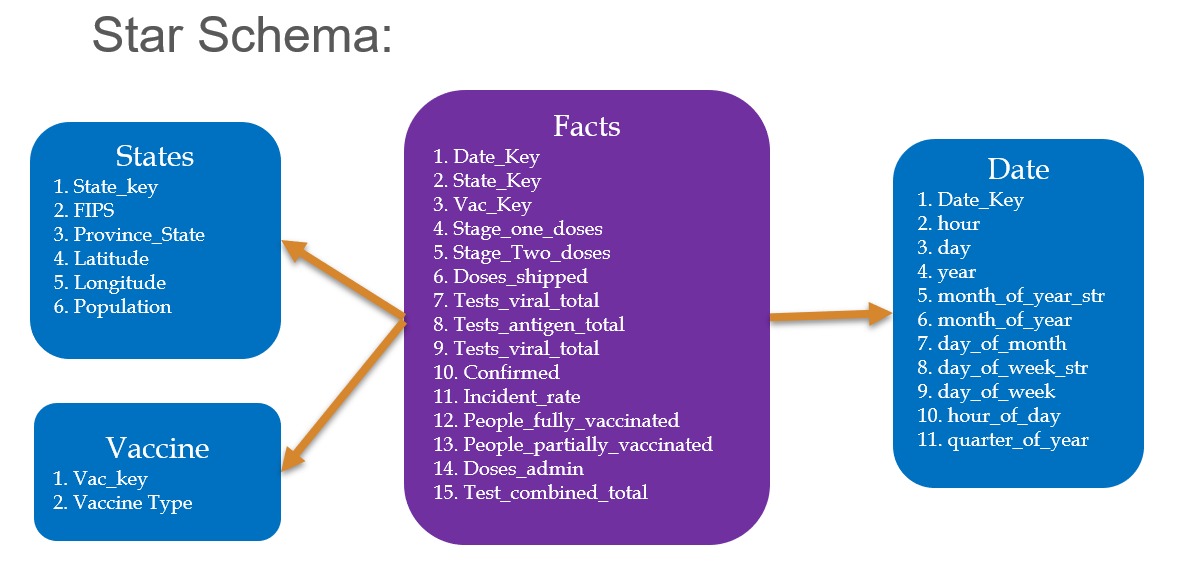 Star Schema:
States
1. State_key
2. FIPS
3. Province_State
4. Latitude
5. Longitude
6. Population
Vaccine
1. Vac_key
2. Vaccine Type
Facts
1. Date_Key
2. State_Key
3. Vac_Key
4. Stage_one_doses
5. Stage_Two_doses
6. Doses_shipped
7. Tests_viral_total
8. Tests_antigen_total
9. Tests_viral_total
10. Confirmed
11. Incident_rate
12. People_fully_vaccinated
13. People_partially_vaccinated
14. Doses_admin
15. Test_combined_total
Date
1. Date_Key
2. hour
3. day
4. year
5. month_of_year_str
6. month_of_year
7. day_of_month
8. day_of_week_str
9. day_of_week
10. hour_of_day
11. quarter_of_year